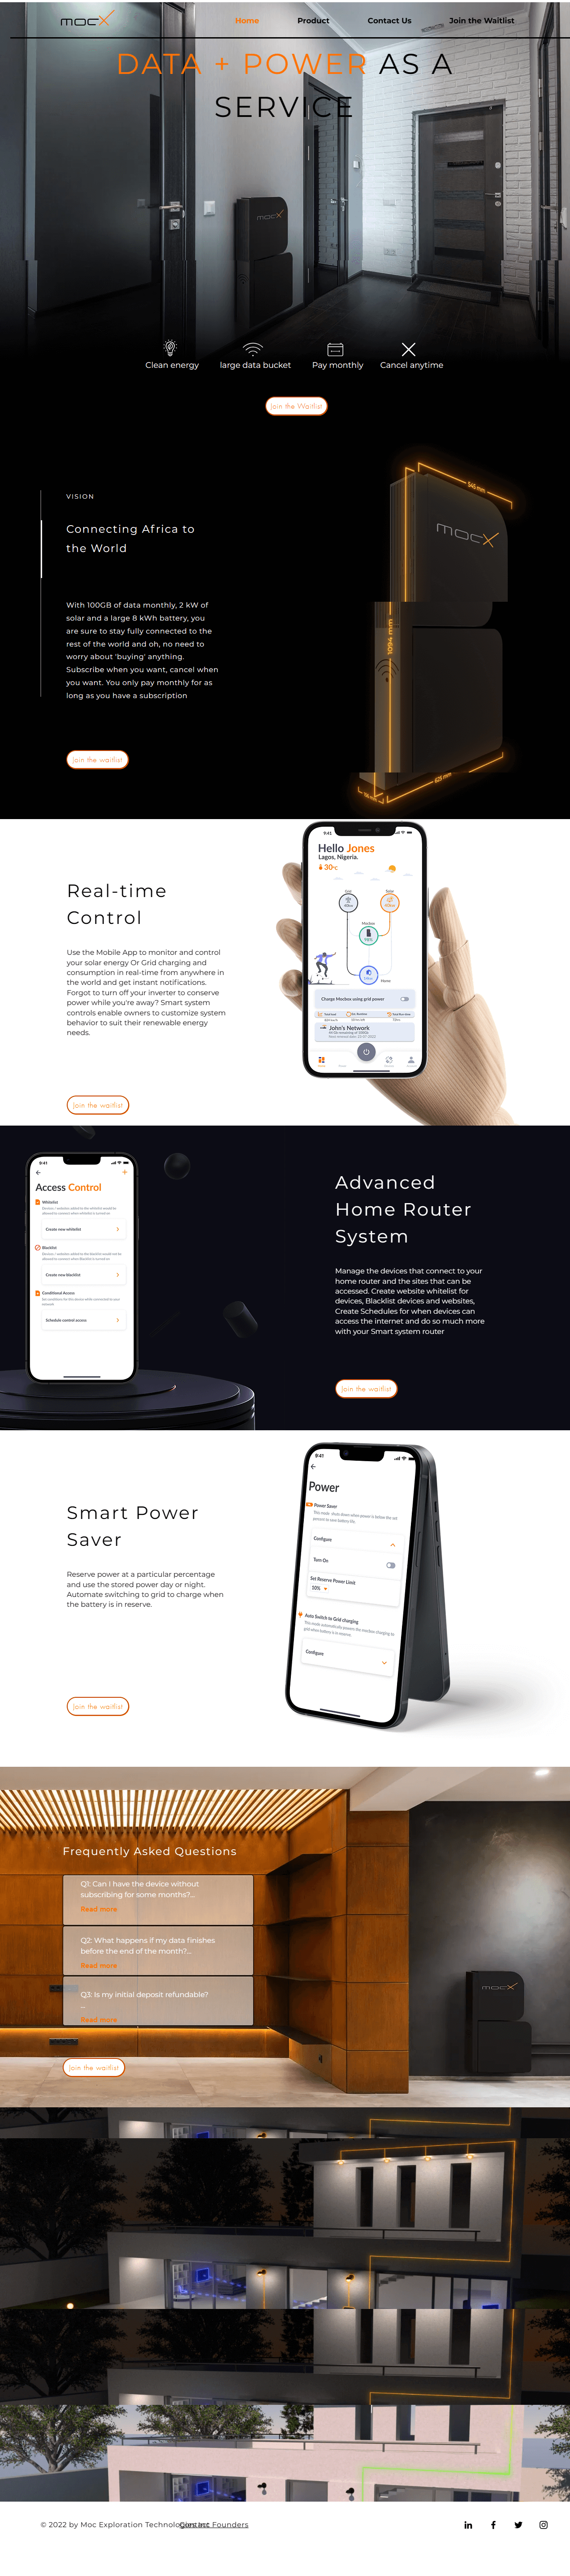 mocX
Home
Product
Contact Us
Join the Waitlist
DATA + POWER AS A
SERVICE
mocX
Clean energy
large data bucket
Pay monthly
Cancel anytime
Join the Waitlist
VISION
Connecting Africa to
the World
With 100GB of data monthly, 2 kW of
solar and a large 8 kWh battery, you
are sure to stay fully connected to the
rest of the world and oh, no need to
worry about 'buying' anything.
Subscribe when you want, cancel when
you want. You only pay monthly for as
long as you have a subscription
Join the waitlist
545 mm
mocX
1094 mm
625 mm
Real-time
Control
Use the Mobile App to monitor and control
your solar energy Or Grid charging and
consumption in real-time from anywhere in
the world and get instant notifications.
Forgot to turn off your inverter to conserve
power while you're away? Smart system
controls enable owners to customize system
behavior to suit their renewable energy
needs.
Join the waitlist
9:41
Hello Jones
Lagos, Nigeria.
30°C
Grid
Solar
Mocbox
98%
Home
Charge Mocbox using grid power
John's Network
9:41
Access Control
Whitelist
Create new whitelist
Blacklist
Create new blacklist
Conditional Access
Schedule control access
Advanced
Home Router
System
Manage the devices that connect to your
home router and the sites that can be
accessed. Create website whitelist for
devices, Blacklist devices and websites,
Create Schedules for when devices can
access the internet and do so much more
with your Smart system router
Join the waitlist
Smart Power
Saver
Reserve power at a particular percentage
and use the stored power day or night.
Automate switching to grid to charge when
the battery is in reserve.
Join the waitlist
9:41
Power
Power Saver
Configure
Turn On
Set Reserve Power Limit
10%
Auto Switch to Grid charging
Configure
Frequently Asked Questions
Q1: Can I have the device without
subscribing for some months?...
Read more
Q2: What happens if my data finishes
before the end of the month?...
Read more
Q3: Is my initial deposit refundable?
...
Read more
Join the waitlist
mocX
© 2022 by Moc Exploration Technologies Inc
Contact Founders